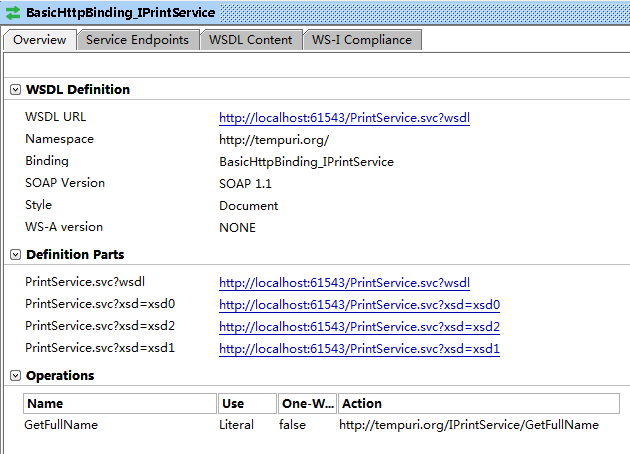 BasicHttpBinding_IPrintService
Overview Service Endpoints WSDL Content WS-I Compliance
WSDL Definition
WSDL URL http://localhost:61543/PrintService.svc?wsdl
Namespace http://tempuri.org/
Binding BasicHttpBinding_IPrintService
SOAP Version SOAP 1.1
Style Document
WS-A version NONE
Definition Parts
PrintService.svc?wsdl http://localhost:61543/PrintService.svc?wsdl
PrintService.svc?xsd=xsd0 http://localhost:61543/PrintService.svc?xsd=xsd0
PrintService.svc?xsd=xsd2 http://localhost:61543/PrintService.svc?xsd=xsd2
PrintService.svc?xsd=xsd1 http://localhost:61543/PrintService.svc?xsd=xsd1
Operations
Name Use One-W... Action
GetFullName Literal false http://tempuri.org/IPrintService/GetFullName